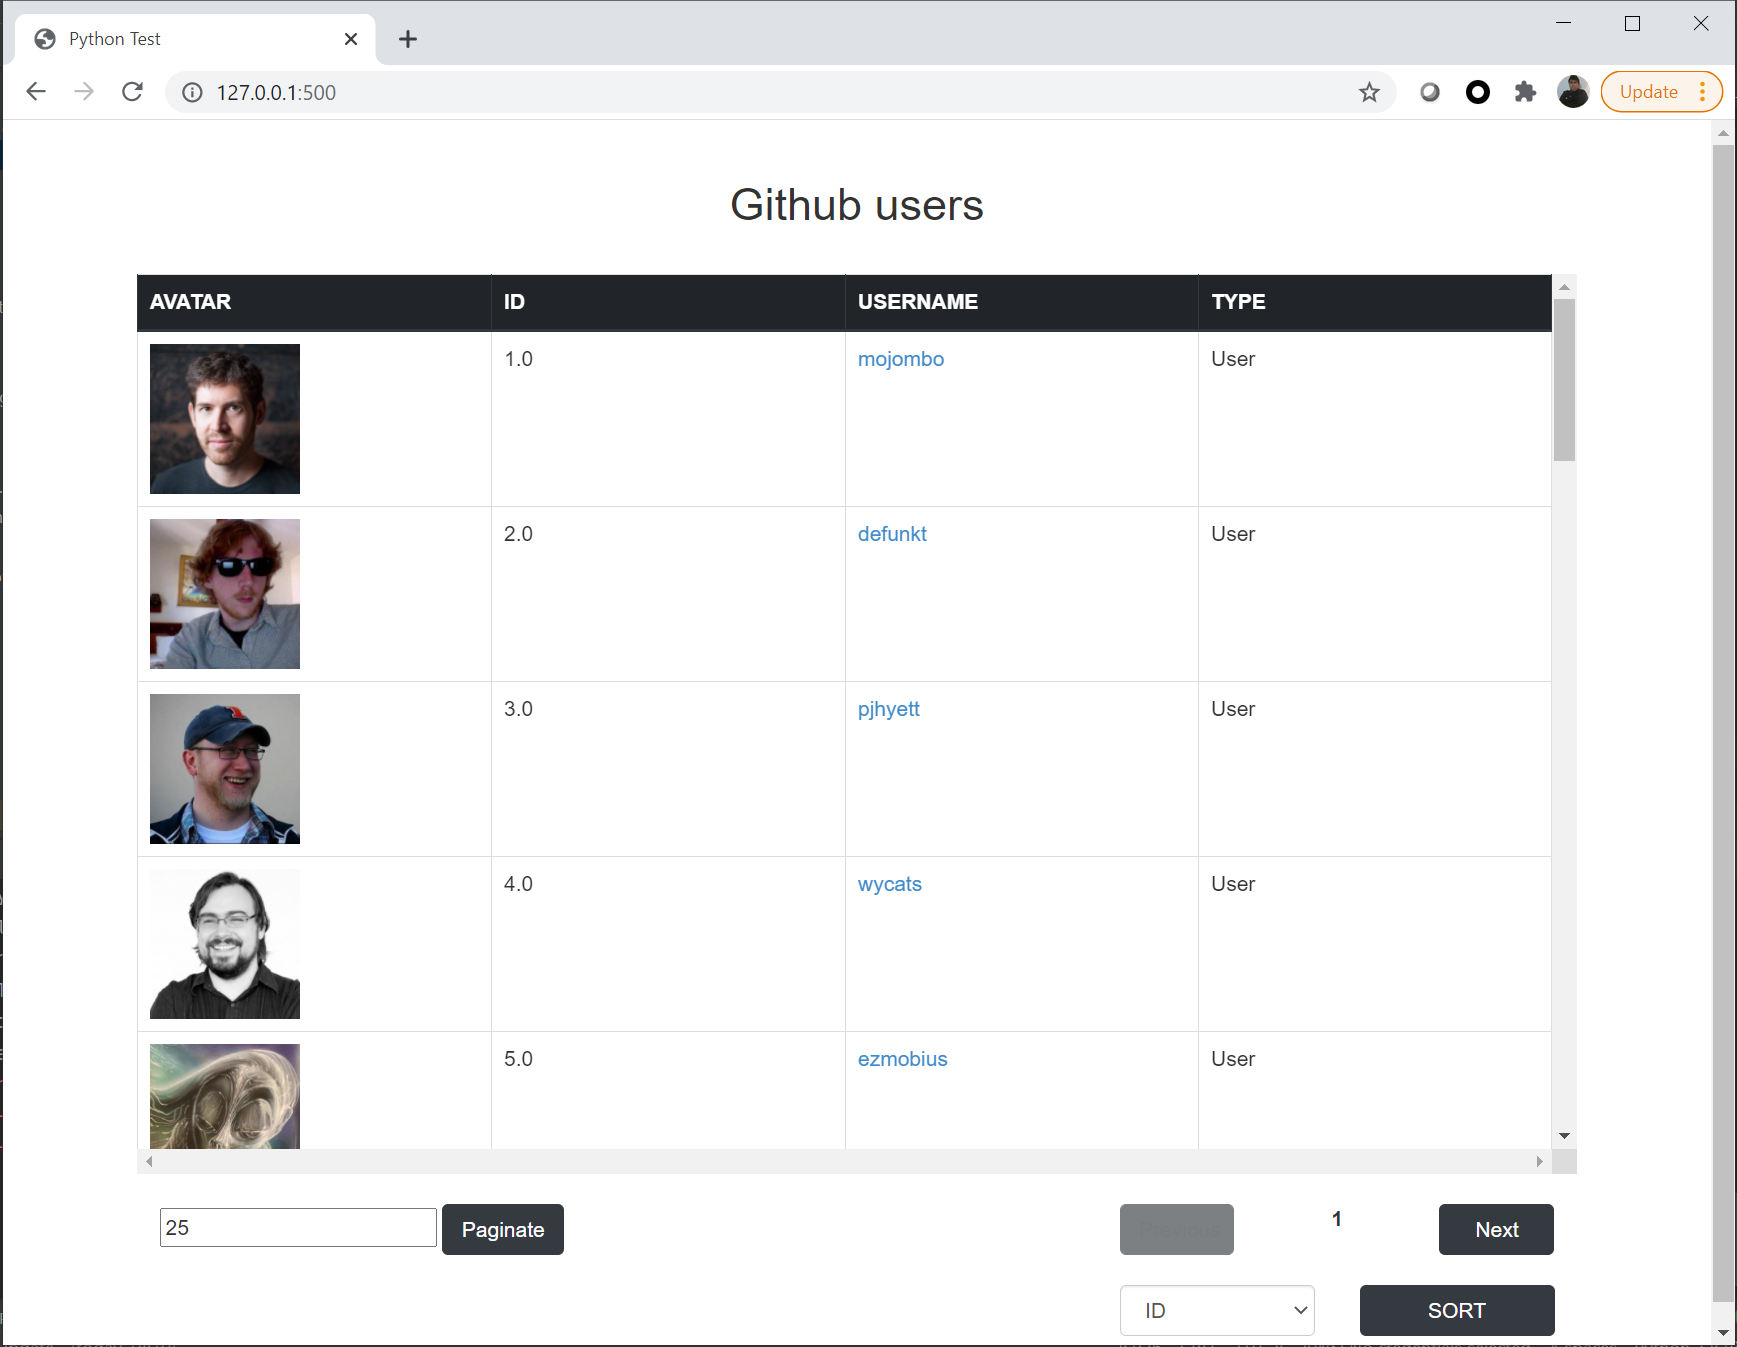 Python Test
127.0.0.1:500
Update
Github users
AVATAR ID USERNAME TYPE
1.0 mojombo User
2.0 defunkt User
3.0 pjhyett User
4.0 wycats User
5.0 ezmobius User
25 Paginate Previous 1 Next
ID SORT